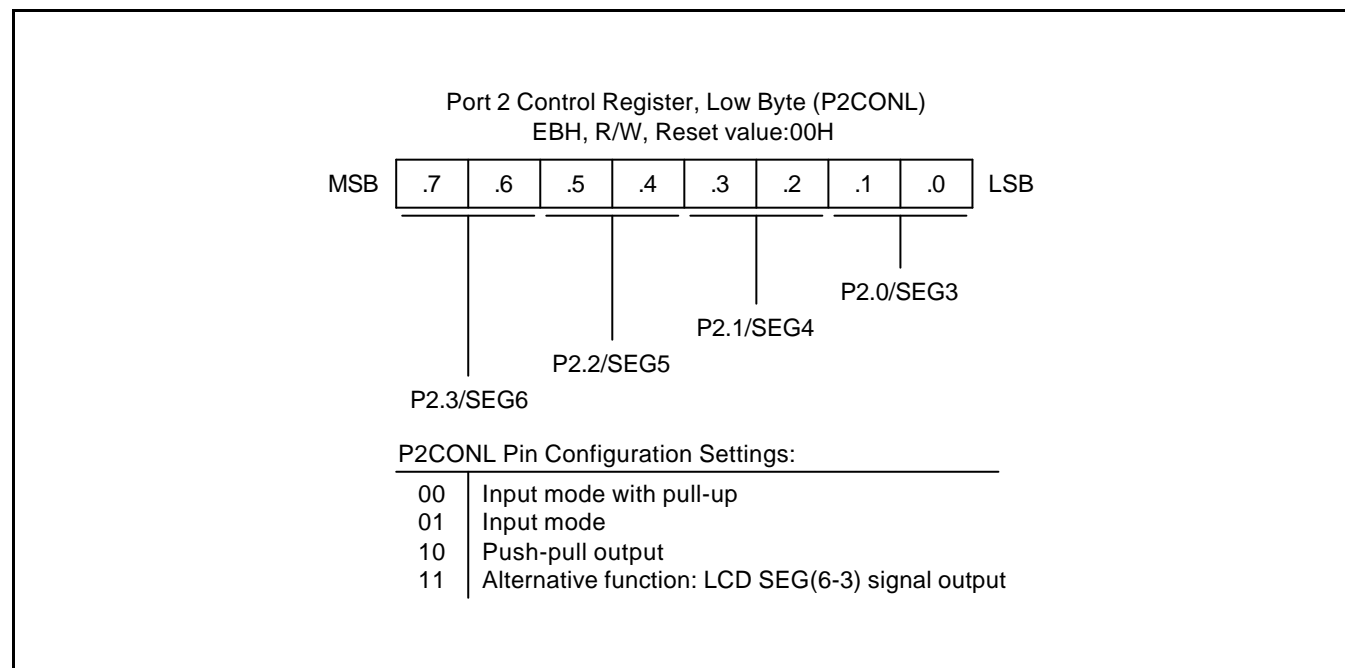 Port 2 Control Register, Low Byte (P2CONL)
EBH, R/W, Reset value:00H
MSB .7 .6 .5 .4 .3 .2 .1 .0 LSB
P2.0/SEG3
P2.1/SEG4
P2.2/SEG5
P2.3/SEG6
P2CONL Pin Configuration Settings:
00 Input mode with pull-up
01 Input mode
10 Push-pull output
11 Alternative function: LCD SEG(6-3) signal output